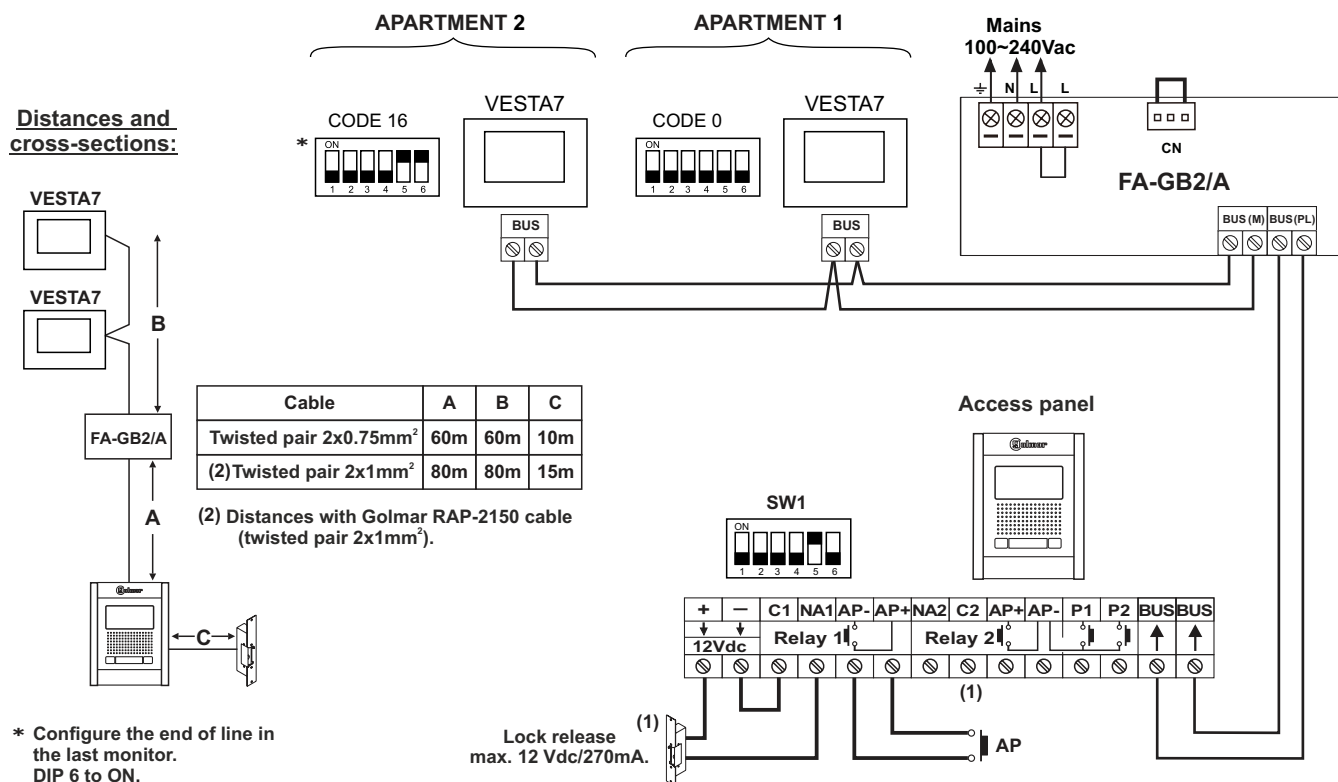 APARTMENT 2
APARTMENT 1
Mains
100~240Vac
N L L
CN
FA-GB2/A
BUS (M) BUS (PL)
VESTA7
CODE 16
*
ON
1 2 3 4 5 6
BUS
VESTA7
CODE 0
ON
1 2 3 4 5 6
BUS
Distances and
cross-sections:
VESTA7
VESTA7
B
FA-GB2/A
A
Golmar
C
Cable A B C
Twisted pair 2x0.75mm² 60m 60m 10m
(2)Twisted pair 2x1mm² 80m 80m 15m
(2) Distances with Golmar RAP-2150 cable
(twisted pair 2x1mm²).
* Configure the end of line in
the last monitor.
DIP 6 to ON.
Access panel
Golmar
SW1
ON
1 2 3 4 5 6
+ – C1 NA1 AP- AP+ NA2 C2 AP+ AP- P1 P2 BUS BUS
12Vdc
Relay 1
Relay 2
(1)
(1)
Lock release
max. 12 Vdc/270mA.
AP